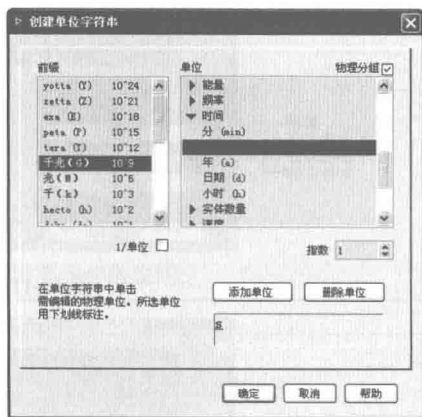 创建单位字符串
前缀
yotta (Y) 10^24
zetta (Z) 10^21
exa (E) 10^18
peta (P) 10^15
tera (T) 10^12
千兆 (G) 10^9
兆 (M) 10^6
千 (k) 10^3
hecto (h) 10^2
1/单位
单位
物理分组
能量
频率
时间
分 (min)
年 (a)
日期 (d)
小时 (h)
实体数量
速度
指数 1
在单位字符串中单击
需编辑的物理单位。所选单位
用下划线标注。
添加单位
删除单位
确定
取消
帮助